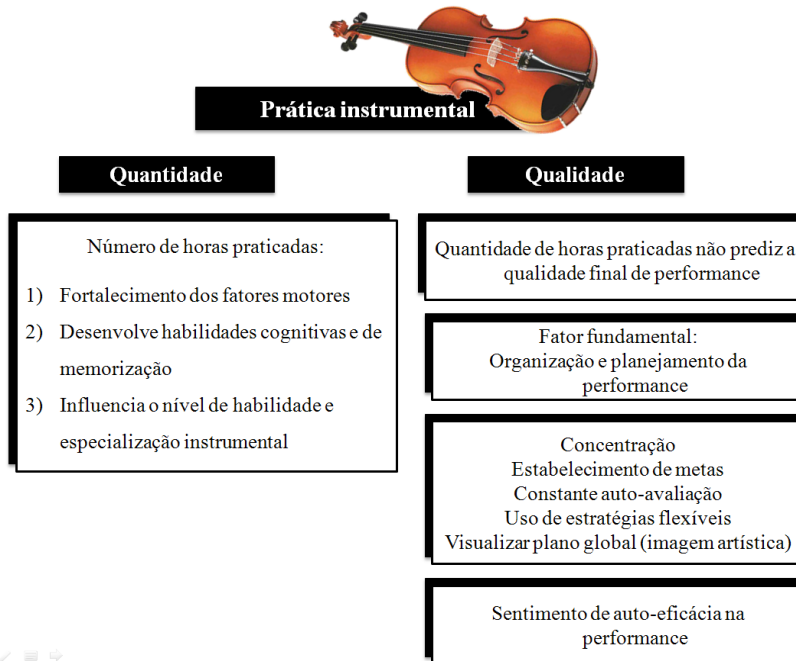 Prática instrumental
Quantidade
Número de horas praticadas:
1) Fortalecimento dos fatores motores
2) Desenvolve habilidades cognitivas e de
memorização
3) Influencia o nível de habilidade e
especialização instrumental
Qualidade
Quantidade de horas praticadas não prediz a
qualidade final de performance
Fator fundamental:
Organização e planejamento da
performance
Concentração
Estabelecimento de metas
Constante auto-avaliação
Uso de estratégias flexíveis
Visualizar plano global (imagem artística)
Sentimento de auto-eficácia na
performance